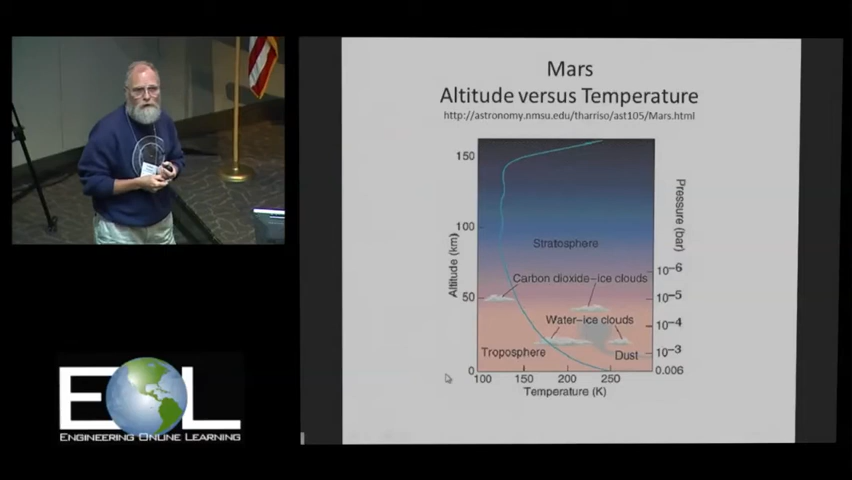 Mars
Altitude versus Temperature
http://astronomy.nmsu.edu/tharriso/ast105/Mars.html
150
100
50
0
Altitude (km)
Stratosphere
Carbon dioxide–ice clouds
Water–ice clouds
Troposphere
Dust
Pressure (bar)
10–6
10–5
10–4
10–3
0.006
100 150 200 250
Temperature (K)
EOL
ENGINEERING ONLINE LEARNING